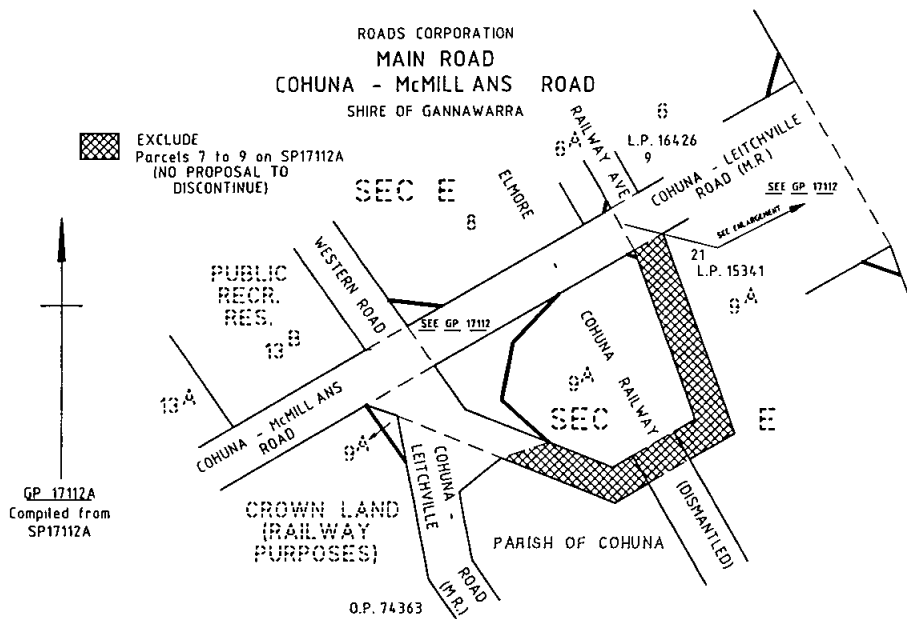 ROADS CORPORATION
MAIN ROAD
COHUNA - McMILLANS ROAD
SHIRE OF GANNAWARRA
EXCLUDE
Parcels 7 to 9 on SP17112A
(NO PROPOSAL TO
DISCONTINUE)
SEC E
8
ELMORE
6A
RAILWAY AVE
6
L.P. 16426
9
COHUNA - LEITCHVILLE
ROAD (M.R.)
SEE GP 17112
SEE ENLARGEMENT
21
L.P. 15341
9A
PUBLIC
RECR.
RES.
13B
WESTERN ROAD
SEE GP 17112
13A
COHUNA - McMILLANS
ROAD
9A
COHUNA RAILWAY
9A
SEC E
(DISMANTLED)
COHUNA -
LEITCHVILLE
ROAD
(M.R.)
CROWN LAND
(RAILWAY
PURPOSES)
PARISH OF COHUNA
O.P. 74363
GP 17112A
Compiled from
SP17112A